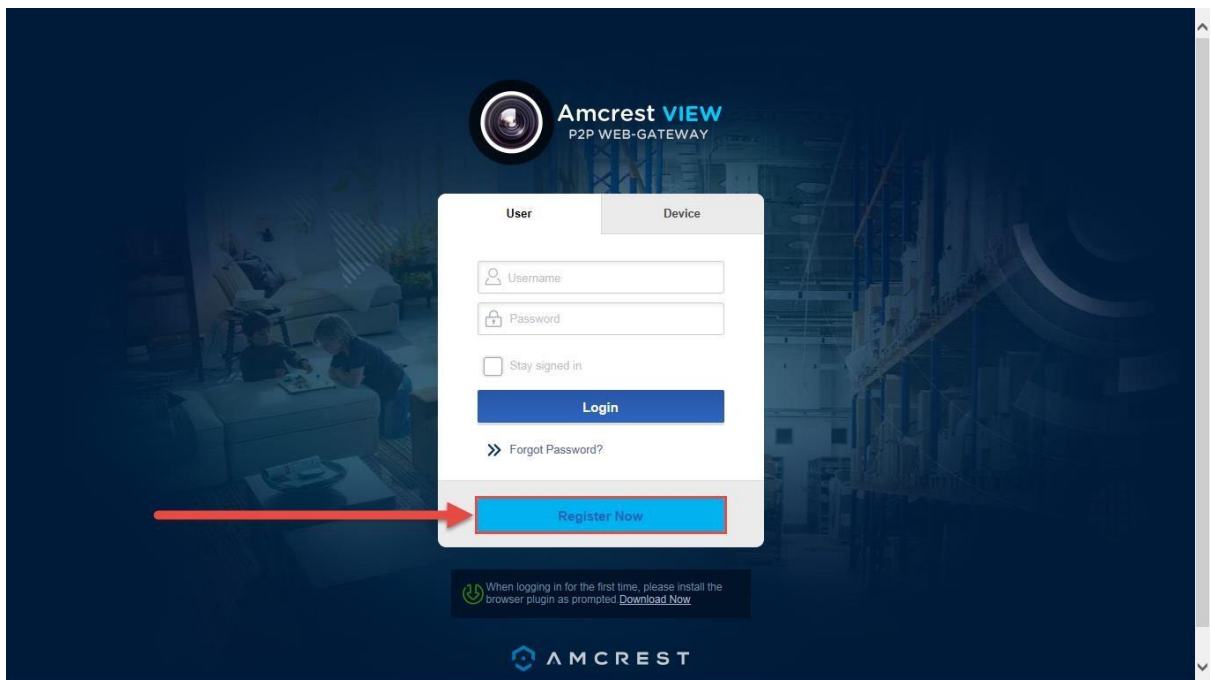 Amcrest VIEW
P2P WEB-GATEWAY
User
Device
Username
Password
Stay signed in
Login
Forgot Password?
Register Now
When logging in for the first time, please install the
browser plugin as prompted.Download Now
AMCREST